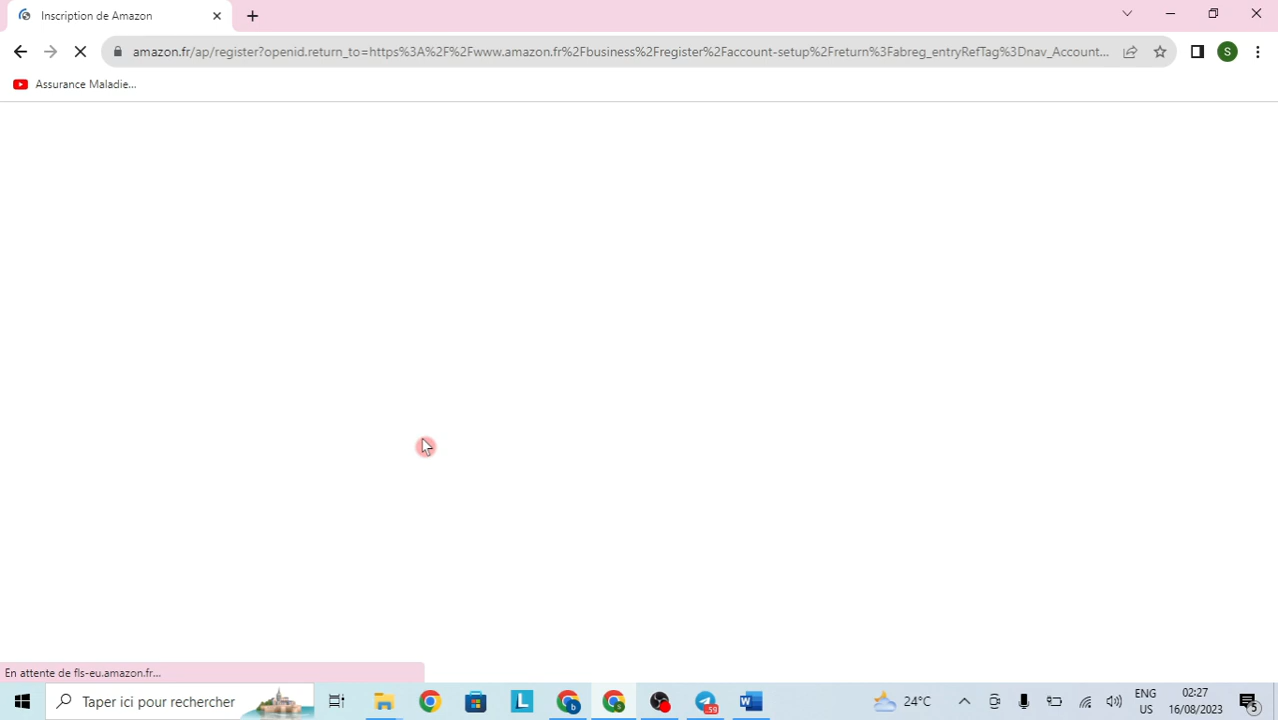 Inscription de Amazon
amazon.fr/ap/register?openid.return_to=https%3A%2F%2Fwww.amazon.fr%2Fbusiness%2Fregister%2Faccount-setup%2Freturn%3Fabreg_entryRefTag%3Dnav_Account...
S
Assurance Maladie...
En attente de fls-eu.amazon.fr...
Taper ici pour rechercher
L
b
S
59
W
24°C
ENG
US
02:27
16/08/2023
5